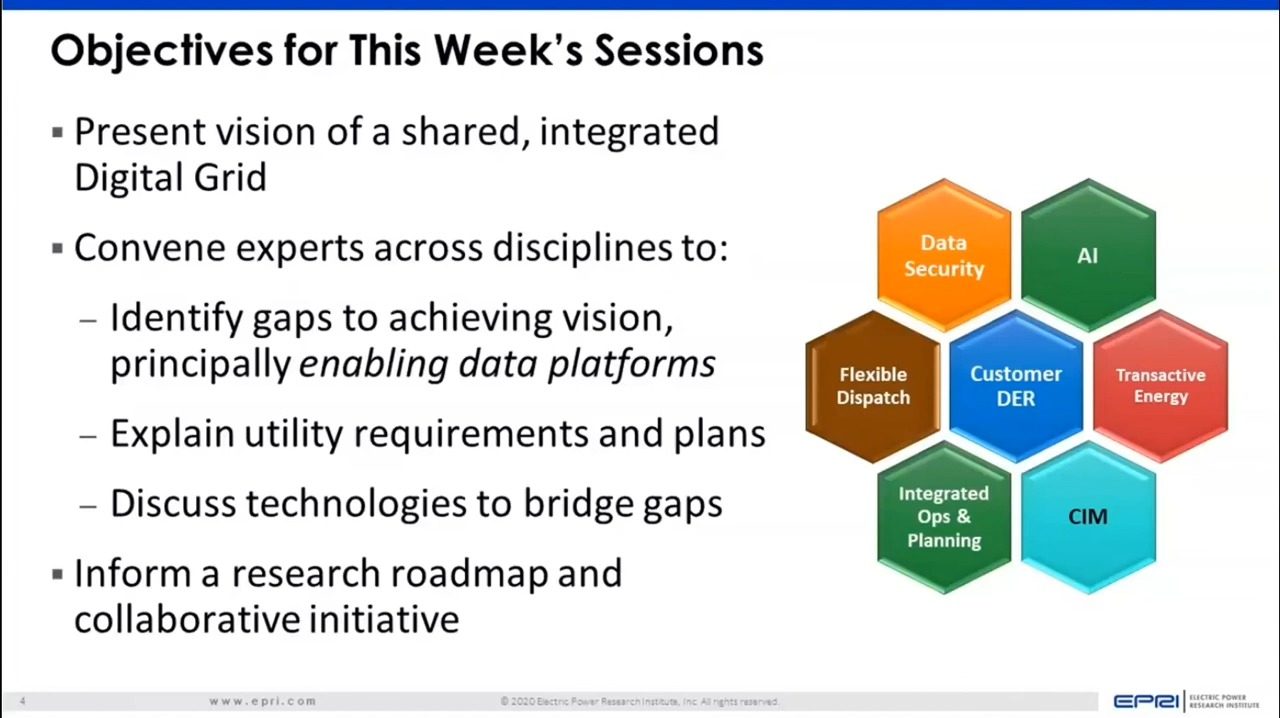 Objectives for This Week's Sessions
▪ Present vision of a shared, integrated
Digital Grid
▪ Convene experts across disciplines to:
– Identify gaps to achieving vision,
principally enabling data platforms
– Explain utility requirements and plans
– Discuss technologies to bridge gaps
▪ Inform a research roadmap and
collaborative initiative
Data
Security
AI
Flexible
Dispatch
Customer
DER
Transactive
Energy
Integrated
Ops &
Planning
CIM
4
www.epri.com
© 2020 Electric Power Research Institute, Inc. All rights reserved.
EPRI
ELECTRIC POWER
RESEARCH INSTITUTE